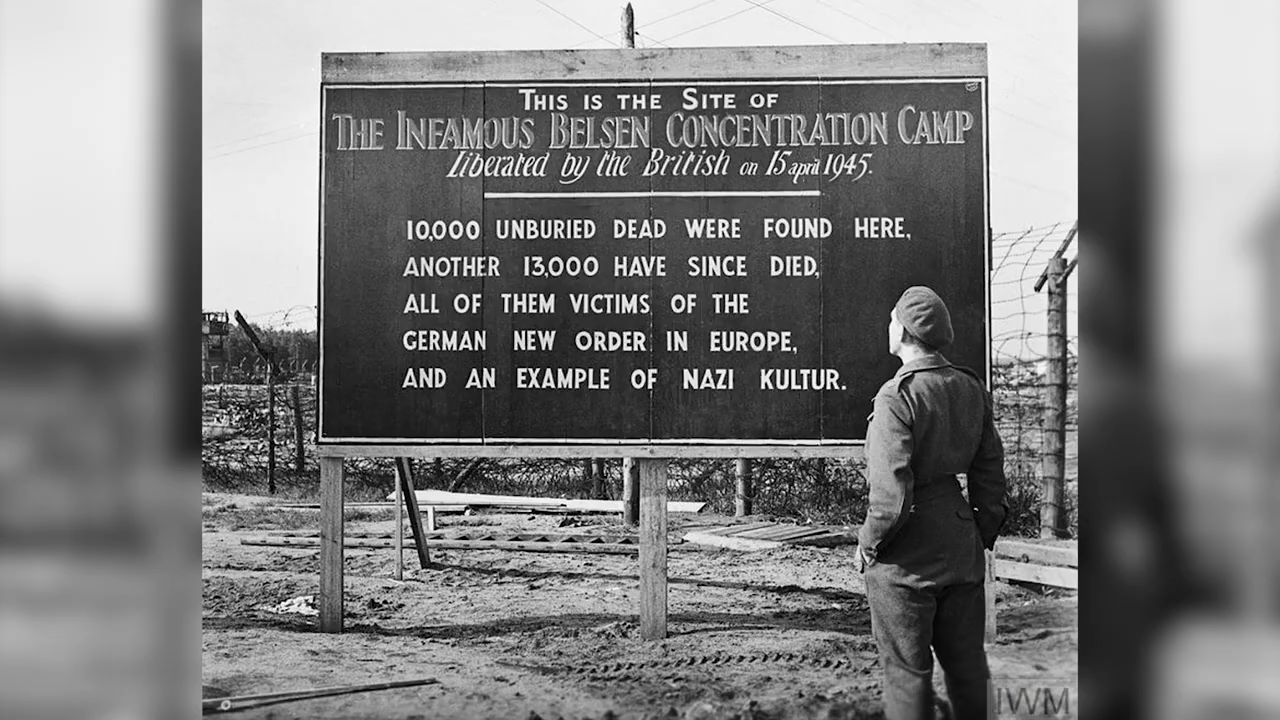 THIS IS THE SITE OF
THE INFAMOUS BELSEN CONCENTRATION CAMP
Liberated by the British on 15 april 1945.
10,000 UNBURIED DEAD WERE FOUND HERE,
ANOTHER 13,000 HAVE SINCE DIED,
ALL OF THEM VICTIMS OF THE
GERMAN NEW ORDER IN EUROPE,
AND AN EXAMPLE OF NAZI KULTUR.
IWM